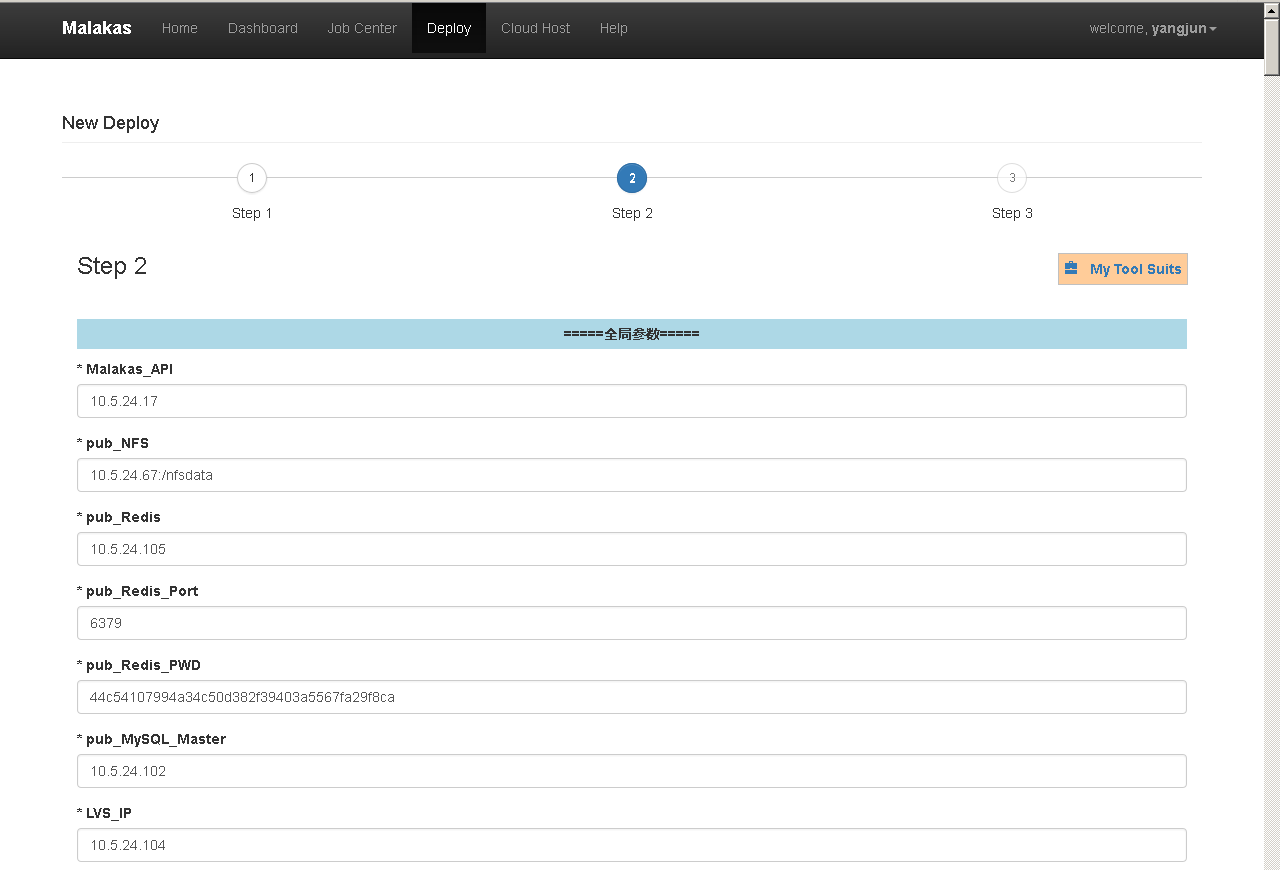 Malakas Home Dashboard Job Center Deploy Cloud Host Help welcome, yangjun
New Deploy
1 2 3
Step 1 Step 2 Step 3
Step 2 My Tool Suits
=====全局参数=====
* Malakas_API
10.5.24.17
* pub_NFS
10.5.24.67:/nfsdata
* pub_Redis
10.5.24.105
* pub_Redis_Port
6379
* pub_Redis_PWD
44c54107994a34c50d382f39403a5567fa29f8ca
* pub_MySQL_Master
10.5.24.102
* LVS_IP
10.5.24.104